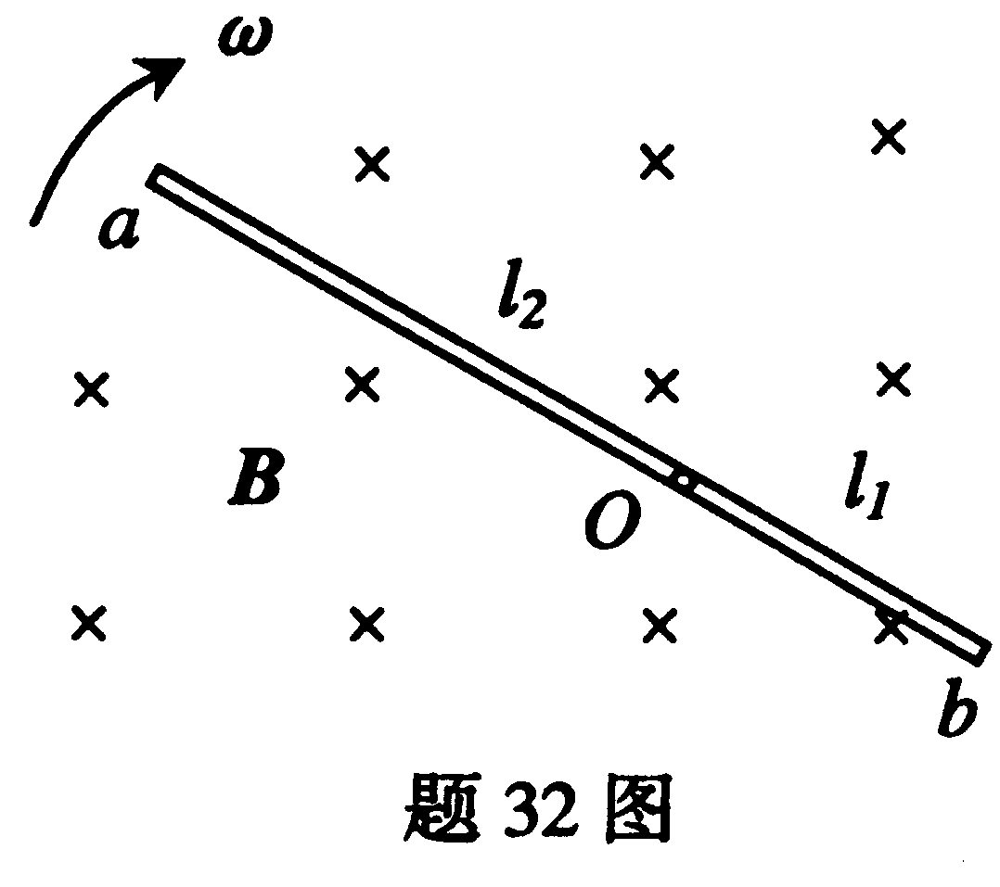 ω
× × ×
a
l₂
× × × ×
B
l₁
O
× × × ×
b
题 32 图